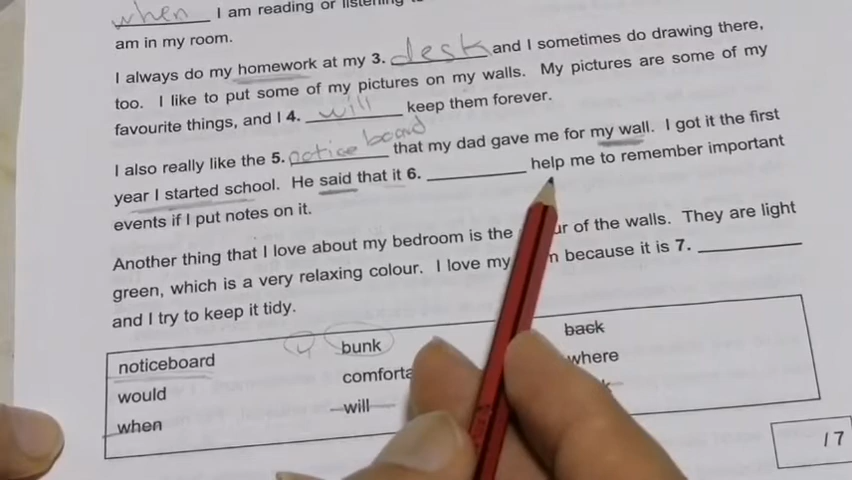 when I am reading or listening
am in my room.
I always do my homework at my 3. desk and I sometimes do drawing there,
too. I like to put some of my pictures on my walls. My pictures are some of my
favourite things, and I 4. will keep them forever.
I also really like the 5. notice board that my dad gave me for my wall. I got it the first
year I started school. He said that it 6. ________ help me to remember important
events if I put notes on it.
Another thing that I love about my bedroom is the of the walls. They are light
green, which is a very relaxing colour. I love my because it is 7. ________
and I try to keep it tidy.
noticeboard bunk back
would where
when will
/7